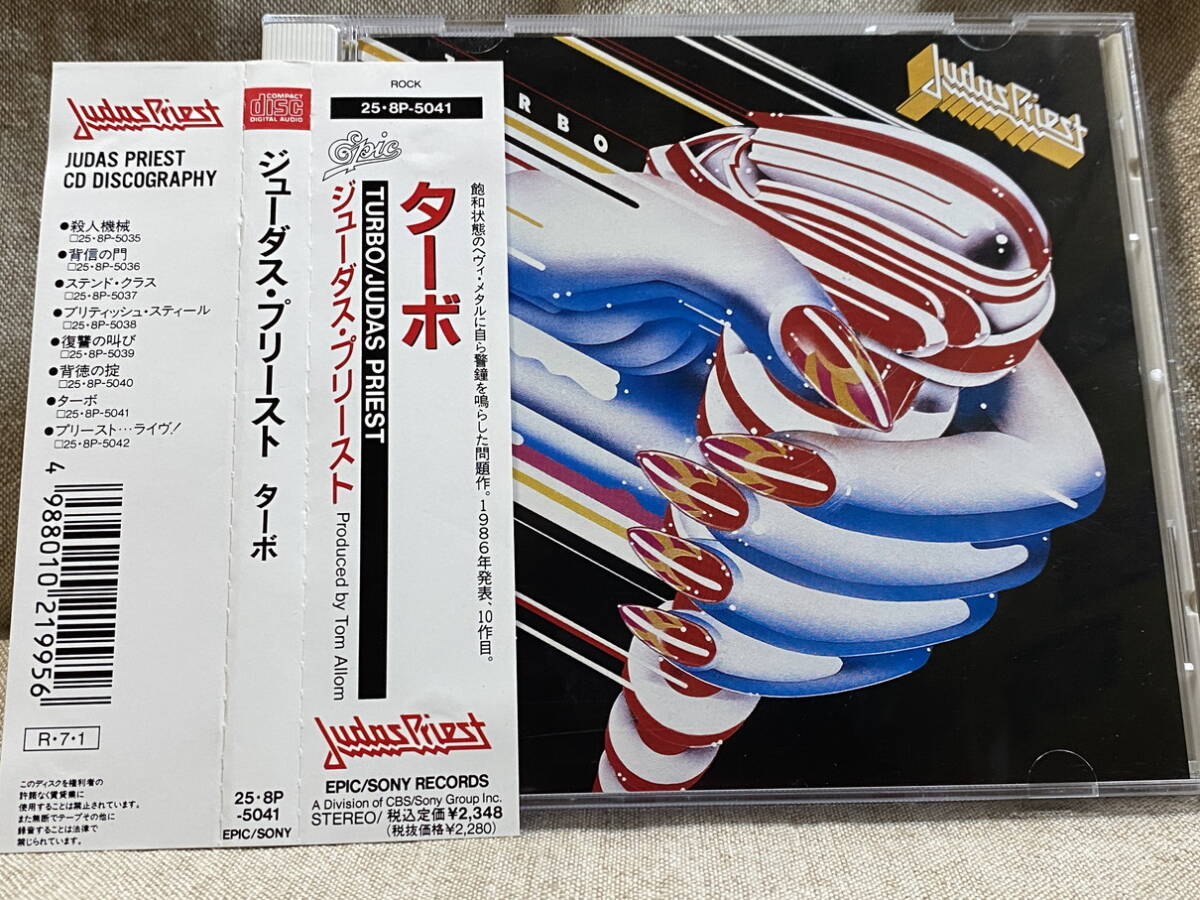 Judas Priest
JUDAS PRIEST
CD DISCOGRAPHY
●殺人機械
□25・8P-5035
●背信の門
□25・8P-5036
●ステンド・クラス
□25・8P-5037
●ブリティッシュ・スティール
□25・8P-5038
●復讐の叫び
□25・8P-5039
●背徳の掟
□25・8P-5040
●ターボ
□25・8P-5041
●プリースト…ライヴ!
□25・8P-5042
4 988010 219956
R・7・1
このディスクを権利者の
許諾なく賃貸業に
使用することは禁止されています。
また無断でテープその他に
録音することは法律で
禁じられています。
COMPACT
disc
DIGITAL AUDIO
ジューダス・プリースト ターボ
25・8P
-5041
EPIC/SONY
ROCK
25・8P-5041
Epic
ターボ
TURBO/JUDAS PRIEST
ジューダス・プリースト
Produced by Tom Allom
飽和状態のヘヴィ・メタルに自ら警鐘を鳴らした問題作。1986年発表、10作目。
Judas Priest
EPIC/SONY RECORDS
A Division of CBS/Sony Group Inc.
STEREO/税込定価¥2,348
(税抜価格¥2,280)
RBO
Judas Priest